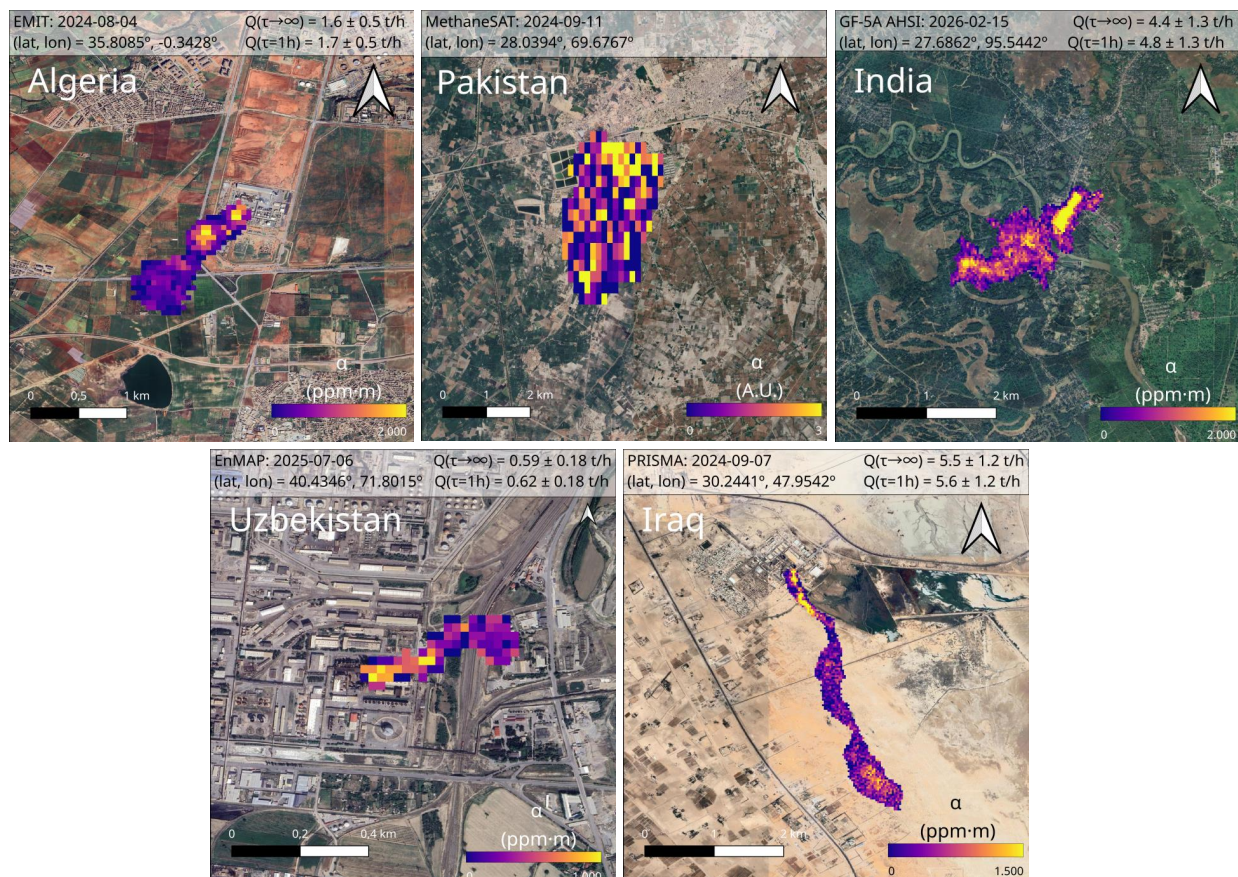 EMIT: 2024-08-04 Q(τ→∞) = 1.6 ± 0.5 t/h
(lat, lon) = 35.8085°, -0.3428° Q(τ=1h) = 1.7 ± 0.5 t/h
Algeria
α
(ppm·m)
0 0,5 1 km
0 2.000
MethaneSAT: 2024-09-11
(lat, lon) = 28.0394°, 69.6767°
Pakistan
α
(A.U.)
0 1 2 km
0 3
GF-5A AHSI: 2026-02-15 Q(τ→∞) = 4.4 ± 1.3 t/h
(lat, lon) = 27.6862°, 95.5442° Q(τ=1h) = 4.8 ± 1.3 t/h
India
α
(ppm·m)
0 1 2 km
0 2.000
EnMAP: 2025-07-06 Q(τ→∞) = 0.59 ± 0.18 t/h
(lat, lon) = 40.4346°, 71.8015° Q(τ=1h) = 0.62 ± 0.18 t/h
Uzbekistan
α
(ppm·m)
0 0,2 0,4 km
0 1.000
PRISMA: 2024-09-07 Q(τ→∞) = 5.5 ± 1.2 t/h
(lat, lon) = 30.2441°, 47.9542° Q(τ=1h) = 5.6 ± 1.2 t/h
Iraq
α
(ppm·m)
0 1 2 km
0 1.500